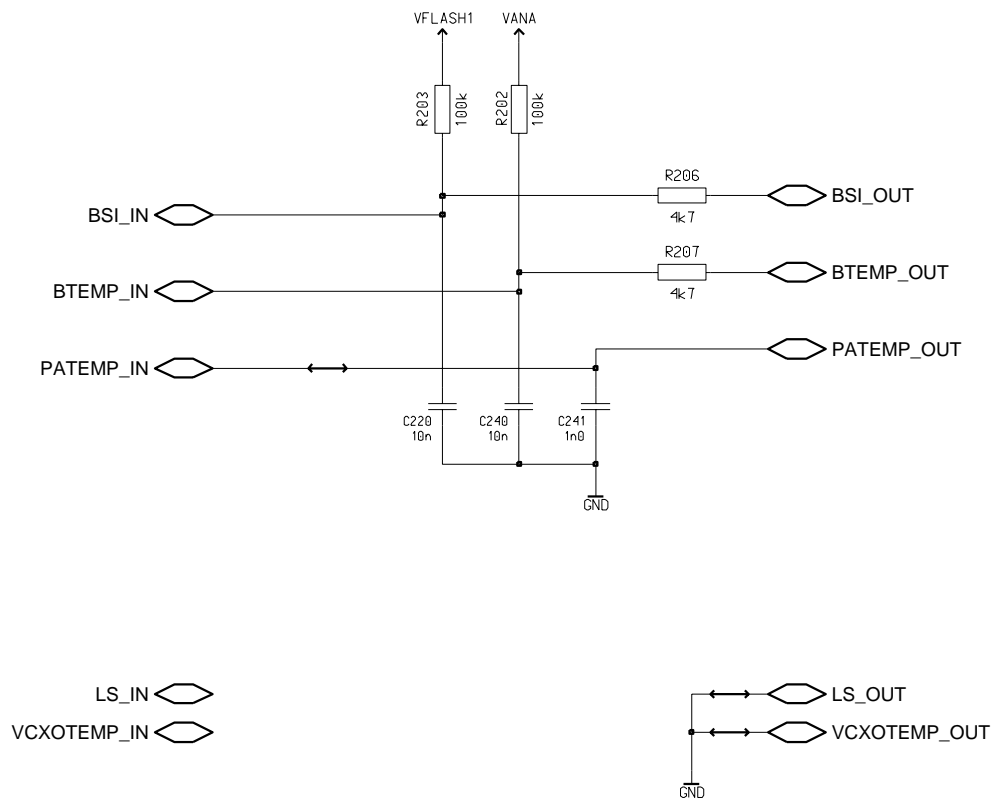 VFLASH1 VANA
R203 100k R202 100k
R206
BSI_OUT
4k7
BSI_IN
R207
BTEMP_OUT
4k7
BTEMP_IN
PATEMP_OUT
PATEMP_IN
C220 C240 C241
10n 10n 1n0
GND
LS_IN LS_OUT
VCXOTEMP_IN VCXOTEMP_OUT
GND